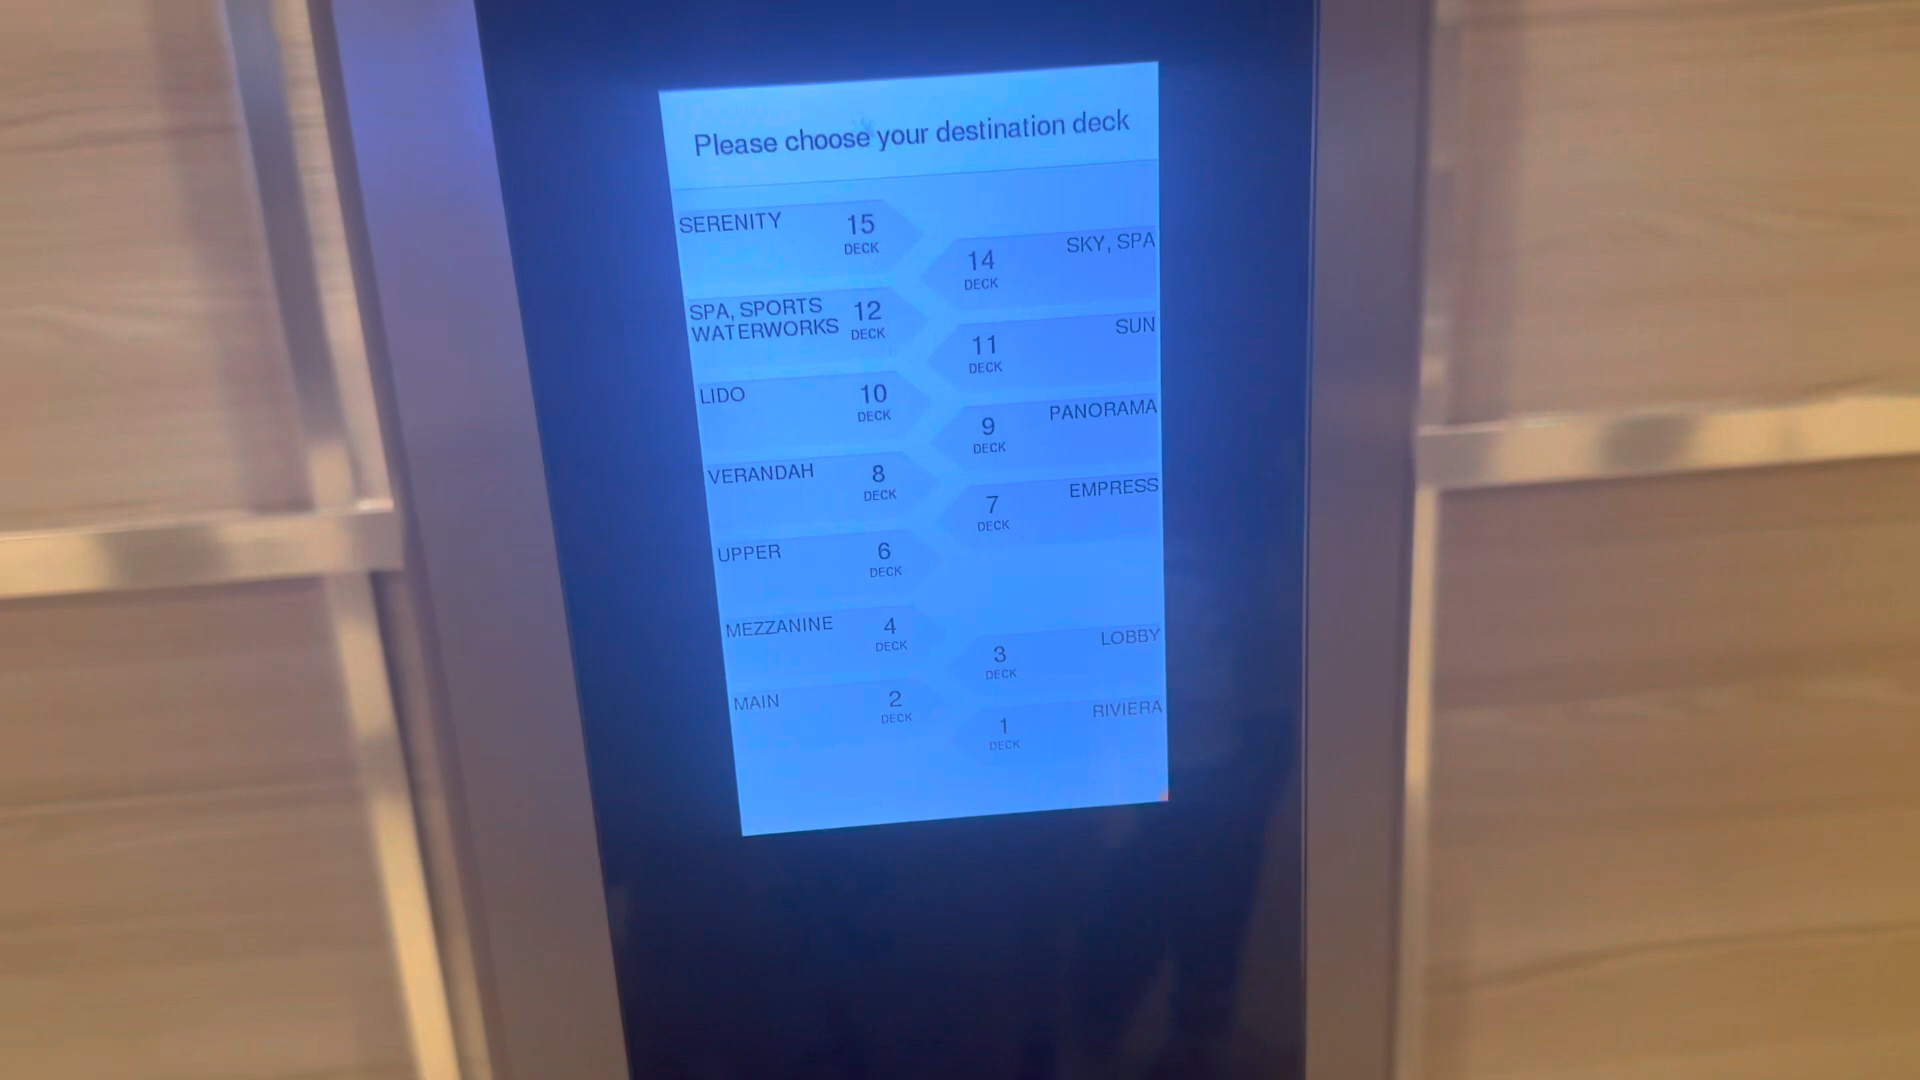 Please choose your destination deck
SERENITY 15
DECK
14 SKY, SPA
DECK
SPA, SPORTS 12
WATERWORKS DECK
11 SUN
DECK
LIDO 10
DECK
9 PANORAMA
DECK
VERANDAH 8
DECK
7 EMPRESS
DECK
UPPER 6
DECK
MEZZANINE 4
DECK
3 LOBBY
DECK
MAIN 2
DECK
1 RIVIERA
DECK